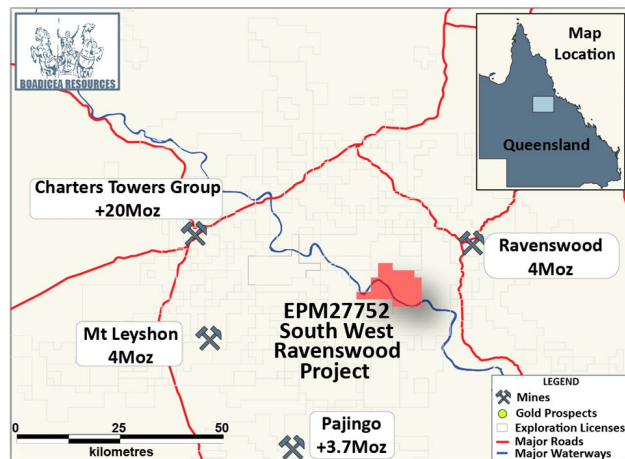 BOADICEA RESOURCES
Map
Location
Queensland
Charters Towers Group
+20Moz
Ravenswood
4Moz
EPM27752
South West
Ravenswood
Project
Mt Leyshon
4Moz
Pajingo
+3.7Moz
0 25 50
kilometres
LEGEND
Mines
Gold Prospects
Exploration Licenses
Major Roads
Major Waterways